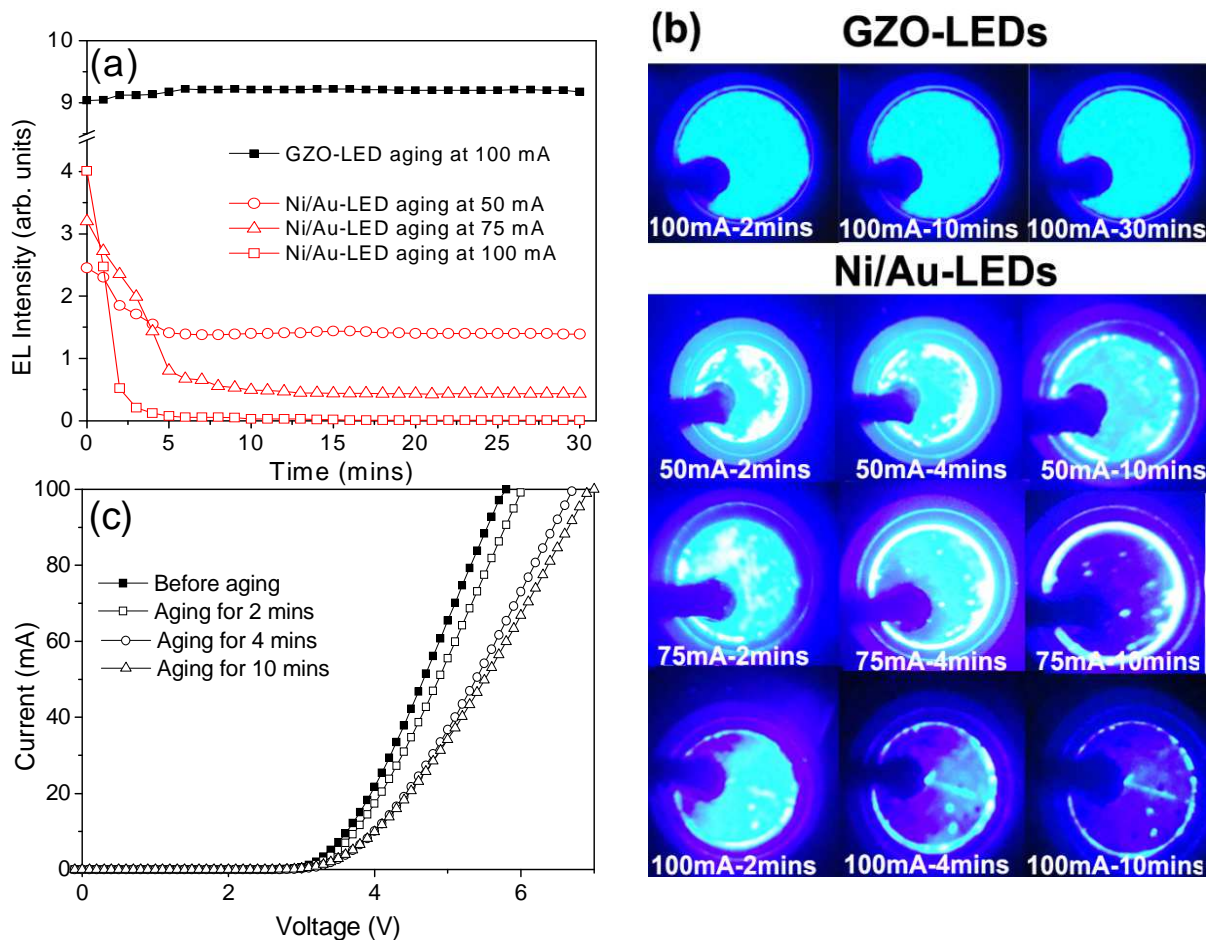 (a)
10
9
4
3
2
1
0
EL Intensity (arb. units)
GZO-LED aging at 100 mA
Ni/Au-LED aging at 50 mA
Ni/Au-LED aging at 75 mA
Ni/Au-LED aging at 100 mA
0 5 10 15 20 25 30
Time (mins)
(b)
GZO-LEDs
100mA-2mins 100mA-10mins 100mA-30mins
Ni/Au-LEDs
50mA-2mins 50mA-4mins 50mA-10mins
75mA-2mins 75mA-4mins 75mA-10mins
100mA-2mins 100mA-4mins 100mA-10mins
(c)
100
80
60
40
20
0
Current (mA)
Before aging
Aging for 2 mins
Aging for 4 mins
Aging for 10 mins
0 2 4 6
Voltage (V)